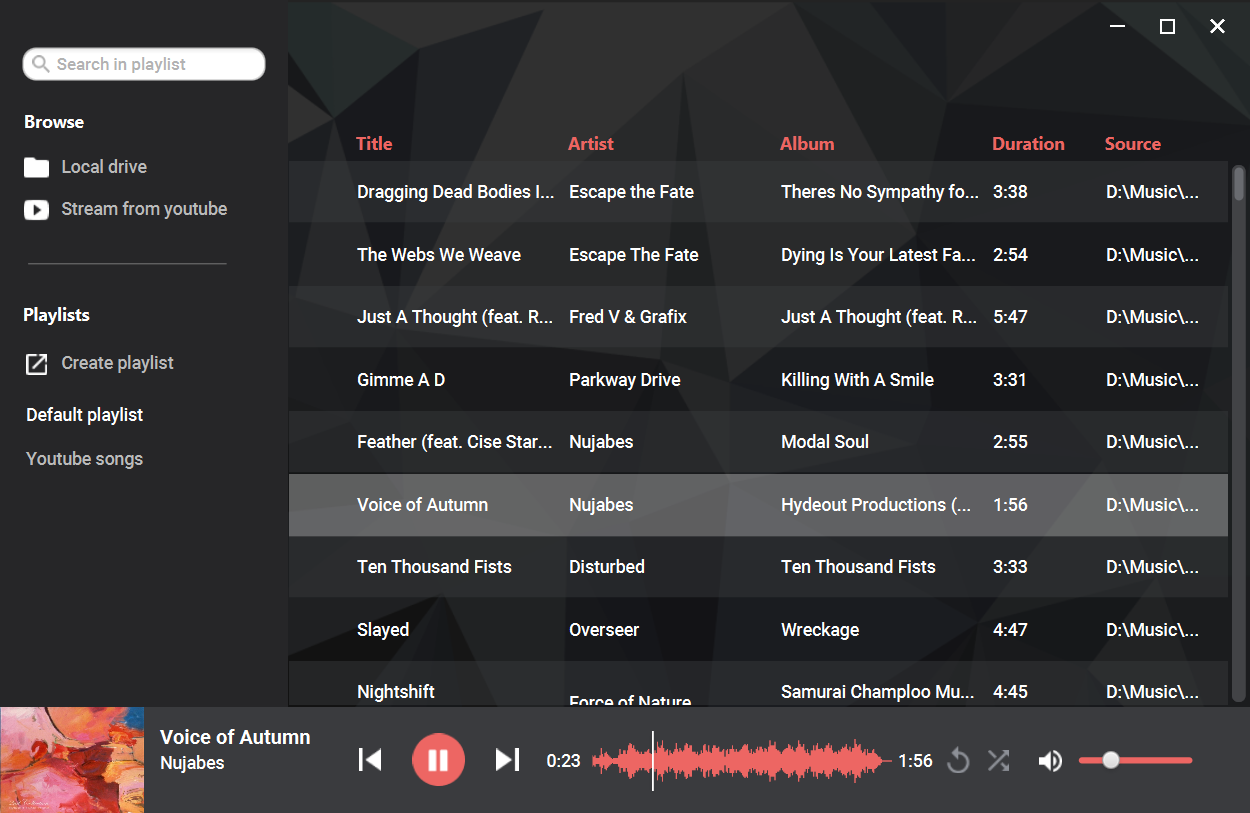 Search in playlist
Browse
Local drive
Stream from youtube
Playlists
Create playlist
Default playlist
Youtube songs
Title Artist Album Duration Source
Dragging Dead Bodies I... Escape the Fate Theres No Sympathy fo... 3:38 D:\Music\...
The Webs We Weave Escape The Fate Dying Is Your Latest Fa... 2:54 D:\Music\...
Just A Thought (feat. R... Fred V & Grafix Just A Thought (feat. R... 5:47 D:\Music\...
Gimme A D Parkway Drive Killing With A Smile 3:31 D:\Music\...
Feather (feat. Cise Star... Nujabes Modal Soul 2:55 D:\Music\...
Voice of Autumn Nujabes Hydeout Productions (... 1:56 D:\Music\...
Ten Thousand Fists Disturbed Ten Thousand Fists 3:33 D:\Music\...
Slayed Overseer Wreckage 4:47 D:\Music\...
Nightshift Force of Nature Samurai Champloo Mu... 4:45 D:\Music\...
Voice of Autumn
Nujabes
0:23 1:56